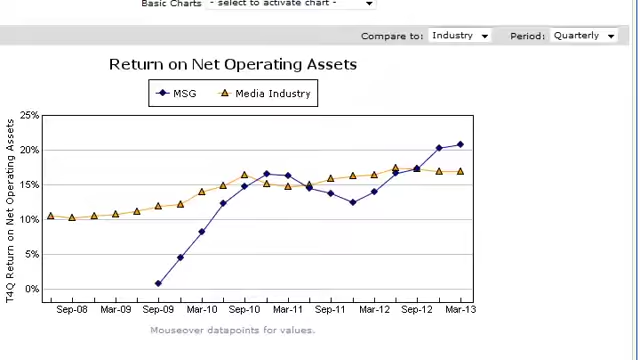 Basic Charts - select to activate chart -
Compare to: Industry Period: Quarterly
Return on Net Operating Assets
MSG Media Industry
T4Q Return on Net Operating Assets
25%
20%
15%
10%
5%
0%
Sep-08 Mar-09 Sep-09 Mar-10 Sep-10 Mar-11 Sep-11 Mar-12 Sep-12 Mar-13
Mouseover datapoints for values.